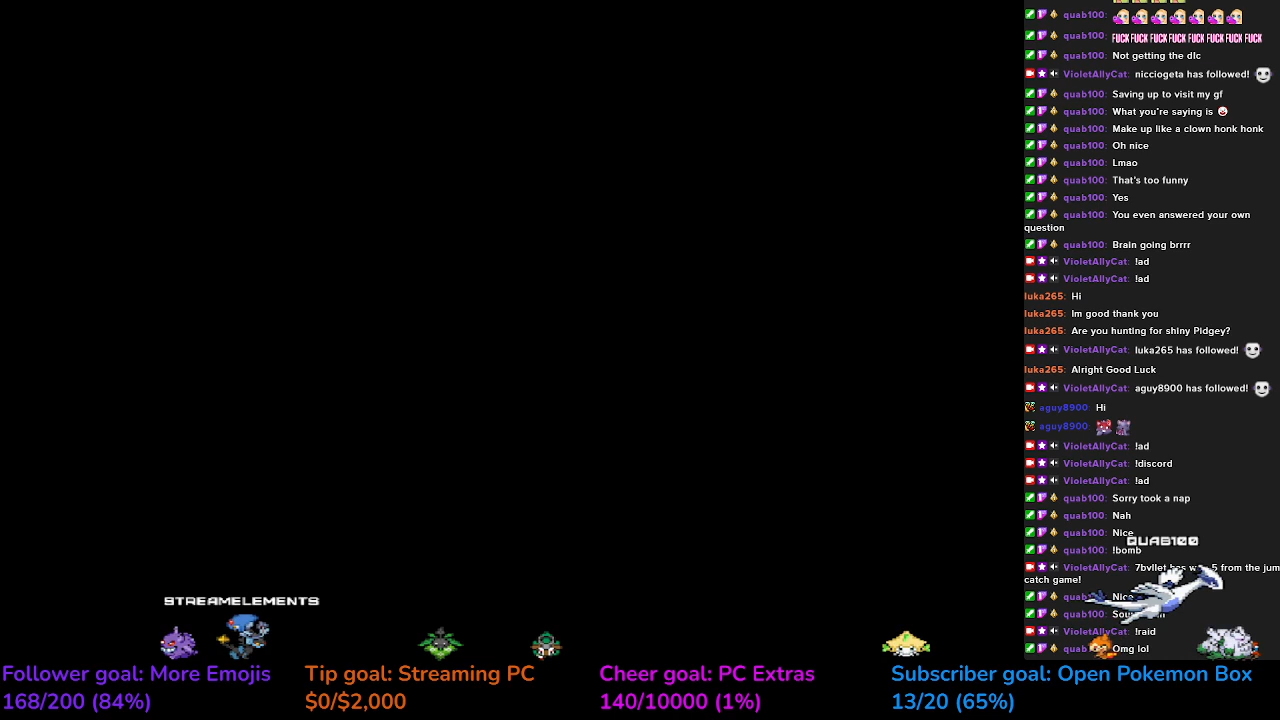 quab100:
quab100: FUCK FUCK FUCK FUCK FUCK FUCK FUCK FUCK
quab100: Not getting the dlc
VioletAllyCat: nicciogeta has followed!
quab100: Saving up to visit my gf
quab100: What you're saying is
quab100: Make up like a clown honk honk
quab100: Oh nice
quab100: Lmao
quab100: That's too funny
quab100: Yes
quab100: You even answered your own
question
quab100: Brain going brrrr
VioletAllyCat: !ad
VioletAllyCat: !ad
luka265: Hi
luka265: Im good thank you
luka265: Are you hunting for shiny Pidgey?
VioletAllyCat: luka265 has followed!
luka265: Alright Good Luck
VioletAllyCat: aguy8900 has followed!
aguy8900: Hi
aguy8900:
VioletAllyCat: !ad
VioletAllyCat: !discord
VioletAllyCat: !ad
quab100: Sorry took a nap
quab100: Nah
quab100: Nice
QUAB100
quab100: !bomb
VioletAllyCat: 7bvllet has 5 from the jum
catch game!
quab Nice
quab100:
VioletAllyCat: !raid
quab100: Omg lol
STREAMELEMENTS
Follower goal: More Emojis
168/200 (84%)
Tip goal: Streaming PC
$0/$2,000
Cheer goal: PC Extras
140/10000 (1%)
Subscriber goal: Open Pokemon Box
13/20 (65%)